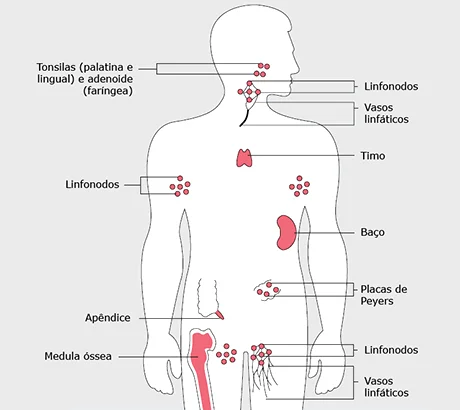 Tonsilas (palatina e
lingual) e adenoide
(faríngea)
Linfonodos
Vasos
linfáticos
Timo
Linfonodos
Baço
Placas de
Peyers
Apêndice
Medula óssea
Linfonodos
Vasos
linfáticos